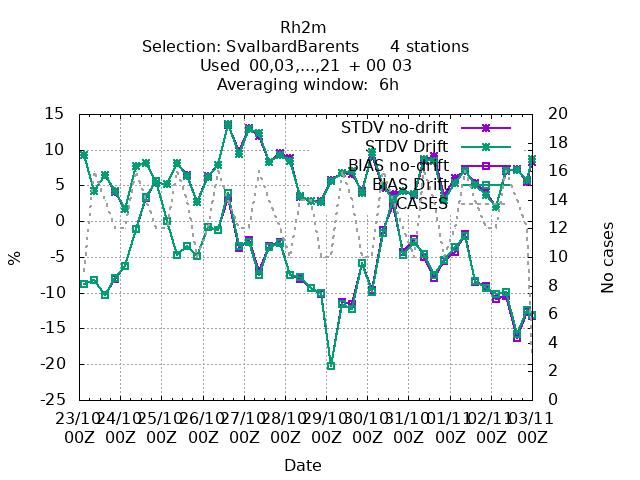 Rh2m
Selection: SvalbardBarents 4 stations
Used 00,03,...,21 + 00 03
Averaging window: 6h
STDV no-drift
STDV Drift
BIAS no-drift
BIAS Drift
CASES
15
10
5
0
-5
-10
-15
-20
-25
%
20
18
16
14
12
10
8
6
4
2
0
No cases
23/10 24/10 25/10 26/10 27/10 28/10 29/10 30/10 31/10 01/11 02/11 03/11
00Z 00Z 00Z 00Z 00Z 00Z 00Z 00Z 00Z 00Z 00Z 00Z
Date